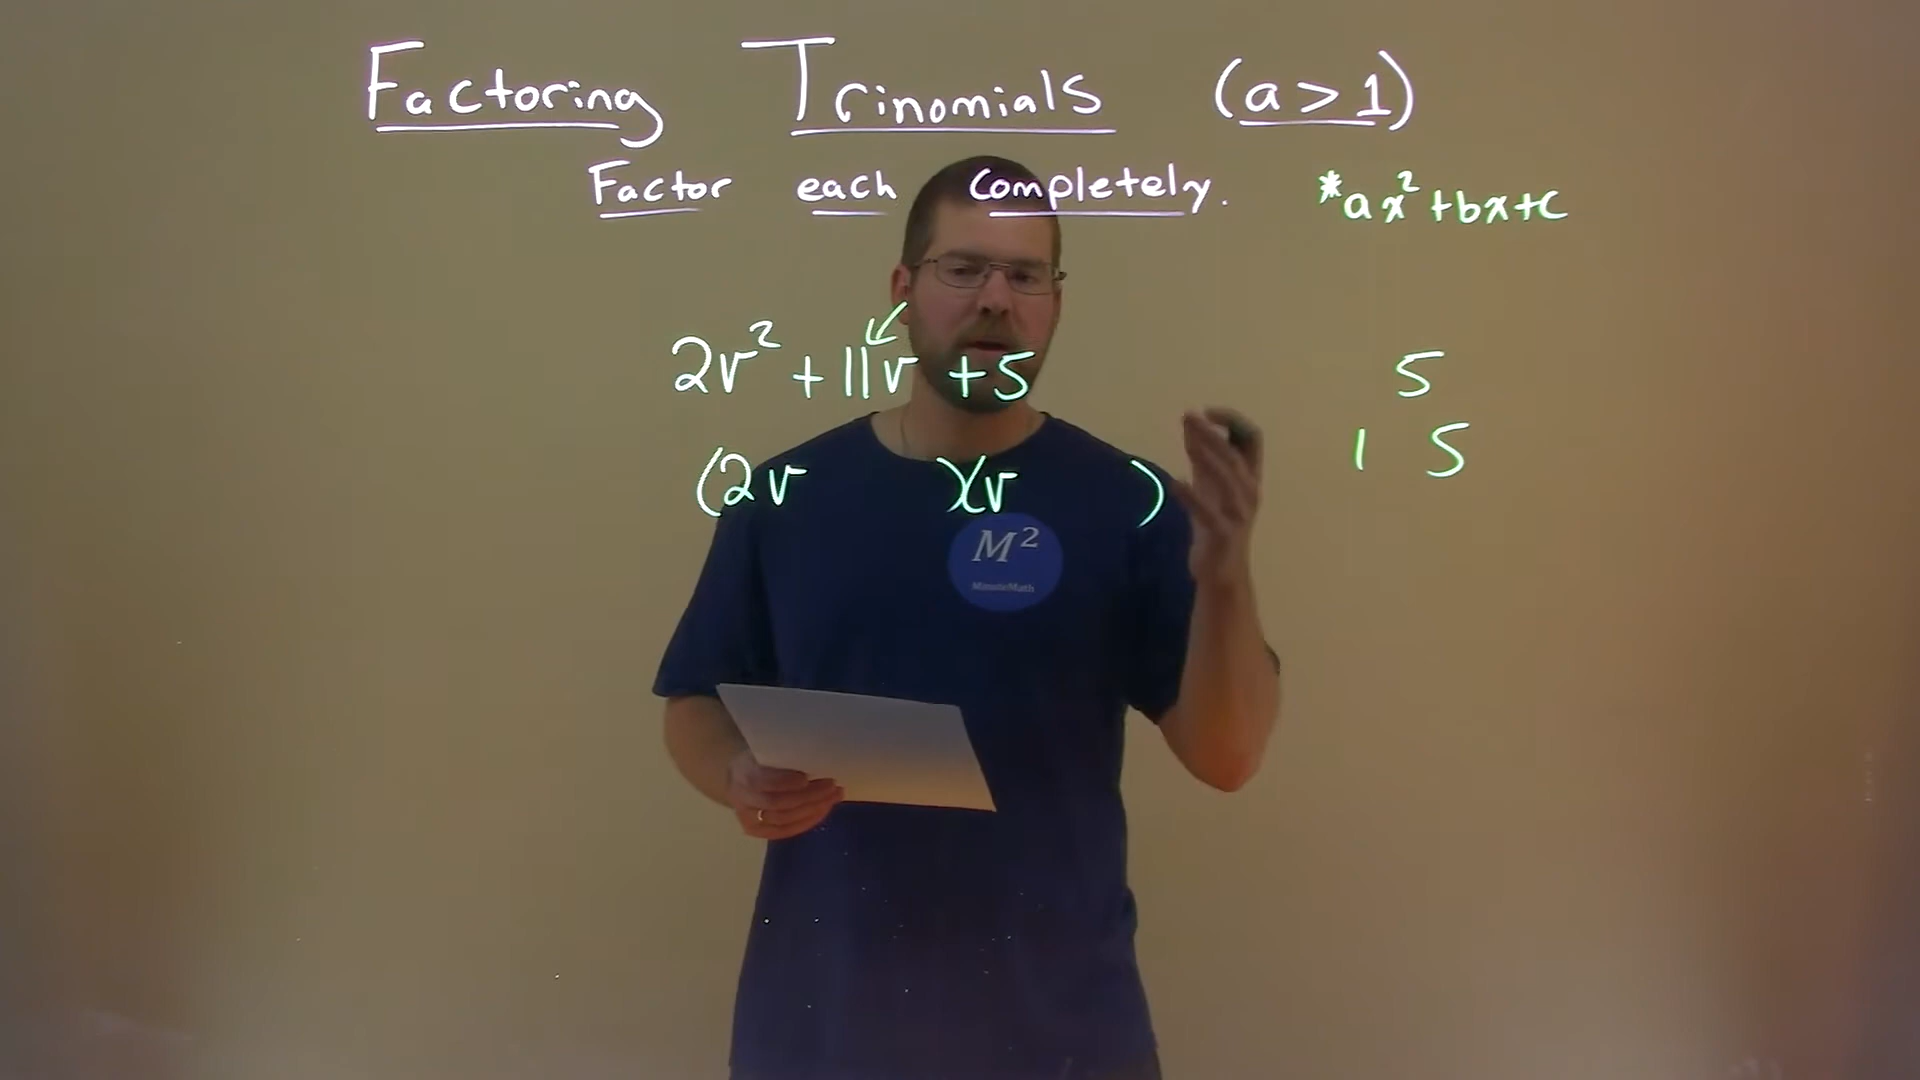 Factoring Trinomials (a > 1)
Factor each completely.
*ax²+bx+c
2v² + 11v + 5
5
1 5
(2v )(v )
M²
MinuteMath